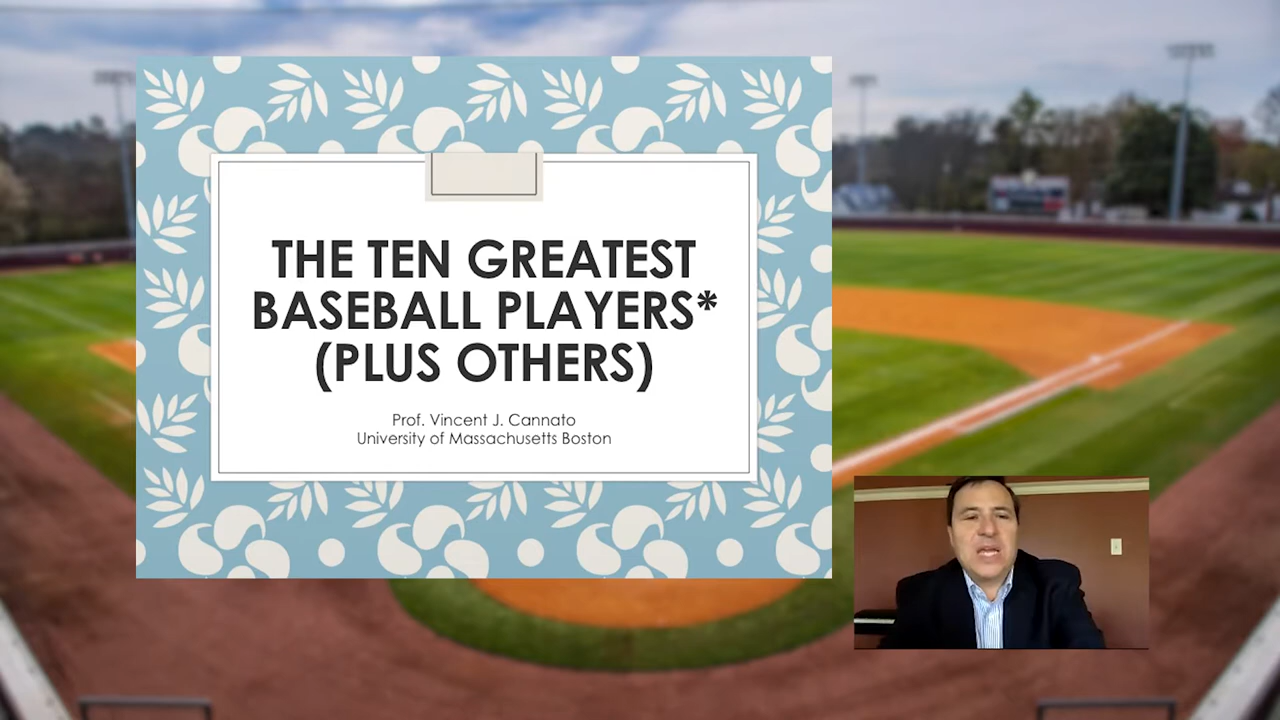 THE TEN GREATEST
BASEBALL PLAYERS*
(PLUS OTHERS)
Prof. Vincent J. Cannato
University of Massachusetts Boston